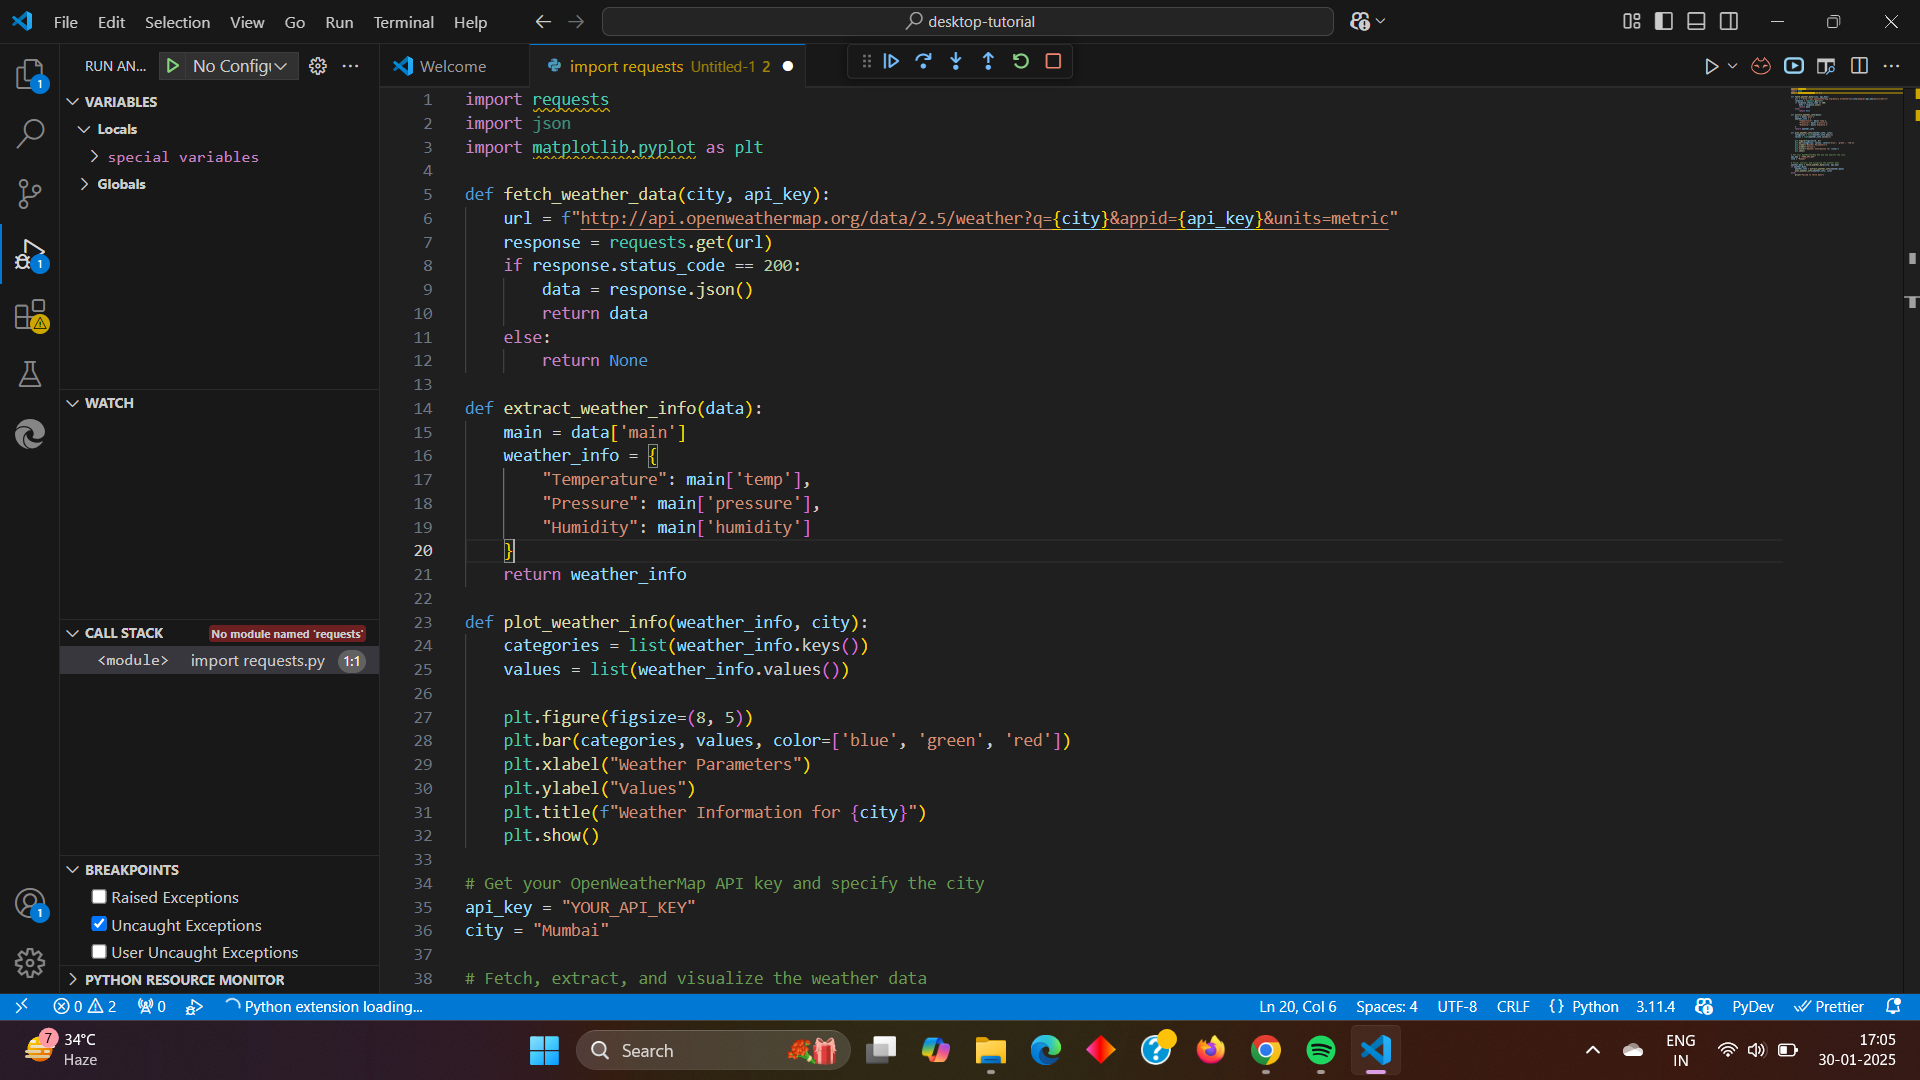 File Edit Selection View Go Run Terminal Help
desktop-tutorial
RUN AN... No Config
Welcome
import requests Untitled-1 2
VARIABLES
Locals
special variables
Globals
WATCH
CALL STACK No module named 'requests'
<module> import requests.py 1:1
BREAKPOINTS
Raised Exceptions
Uncaught Exceptions
User Uncaught Exceptions
PYTHON RESOURCE MONITOR
1 import requests
2 import json
3 import matplotlib.pyplot as plt
4
5 def fetch_weather_data(city, api_key):
6 url = f"http://api.openweathermap.org/data/2.5/weather?q={city}&appid={api_key}&units=metric"
7 response = requests.get(url)
8 if response.status_code == 200:
9 data = response.json()
10 return data
11 else:
12 return None
13
14 def extract_weather_info(data):
15 main = data['main']
16 weather_info = {
17 "Temperature": main['temp'],
18 "Pressure": main['pressure'],
19 "Humidity": main['humidity']
20 }
21 return weather_info
22
23 def plot_weather_info(weather_info, city):
24 categories = list(weather_info.keys())
25 values = list(weather_info.values())
26
27 plt.figure(figsize=(8, 5))
28 plt.bar(categories, values, color=['blue', 'green', 'red'])
29 plt.xlabel("Weather Parameters")
30 plt.ylabel("Values")
31 plt.title(f"Weather Information for {city}")
32 plt.show()
33
34 # Get your OpenWeatherMap API key and specify the city
35 api_key = "YOUR_API_KEY"
36 city = "Mumbai"
37
38 # Fetch, extract, and visualize the weather data
1
1
1
0 2 0 Python extension loading...
Ln 20, Col 6 Spaces: 4 UTF-8 CRLF {} Python 3.11.4 PyDev Prettier
7 34°C
Haze
Search
ENG
IN
17:05
30-01-2025